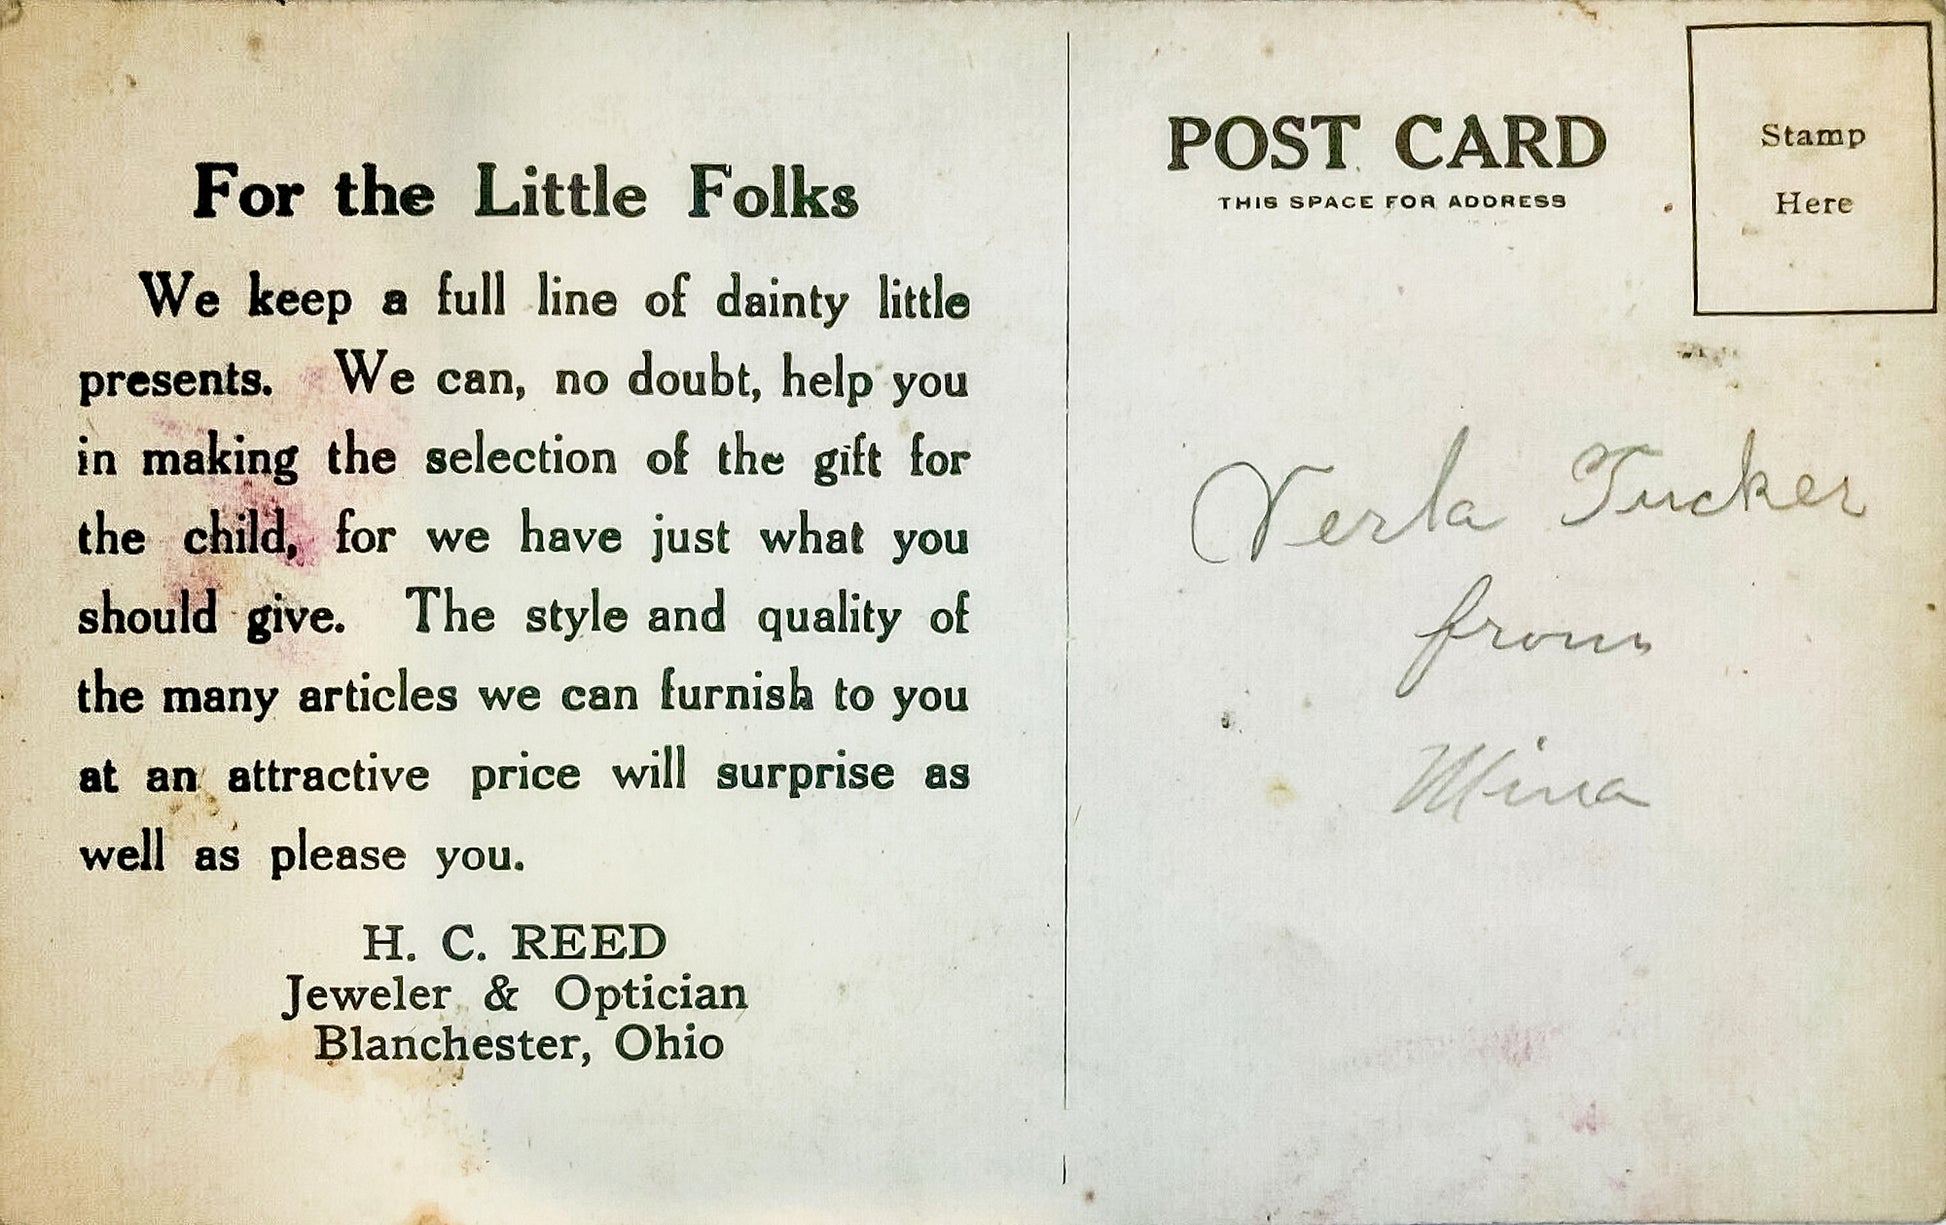 For the Little Folks
We keep a full line of dainty little
presents. We can, no doubt, help you
in making the selection of the gift for
the child, for we have just what you
should give. The style and quality of
the many articles we can furnish to you
at an attractive price will surprise as
well as please you.
H. C. REED
Jeweler & Optician
Blanchester, Ohio
POST CARD
THIS SPACE FOR ADDRESS
Stamp
Here
Verla Tucker
from
Mina